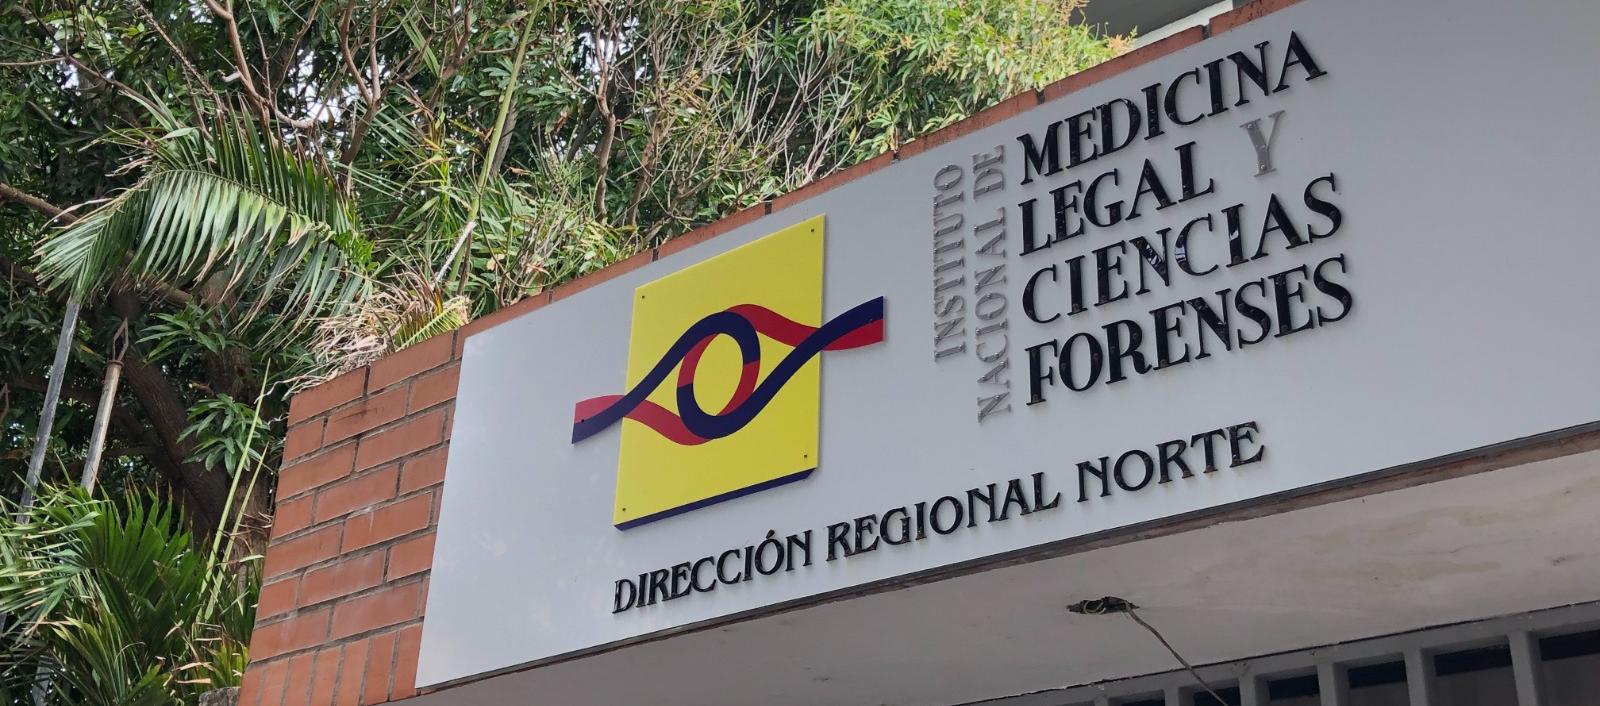 INSTITUTO
NACIONAL DE
MEDICINA
LEGAL Y
CIENCIAS
FORENSES
DIRECCIÓN REGIONAL NORTE